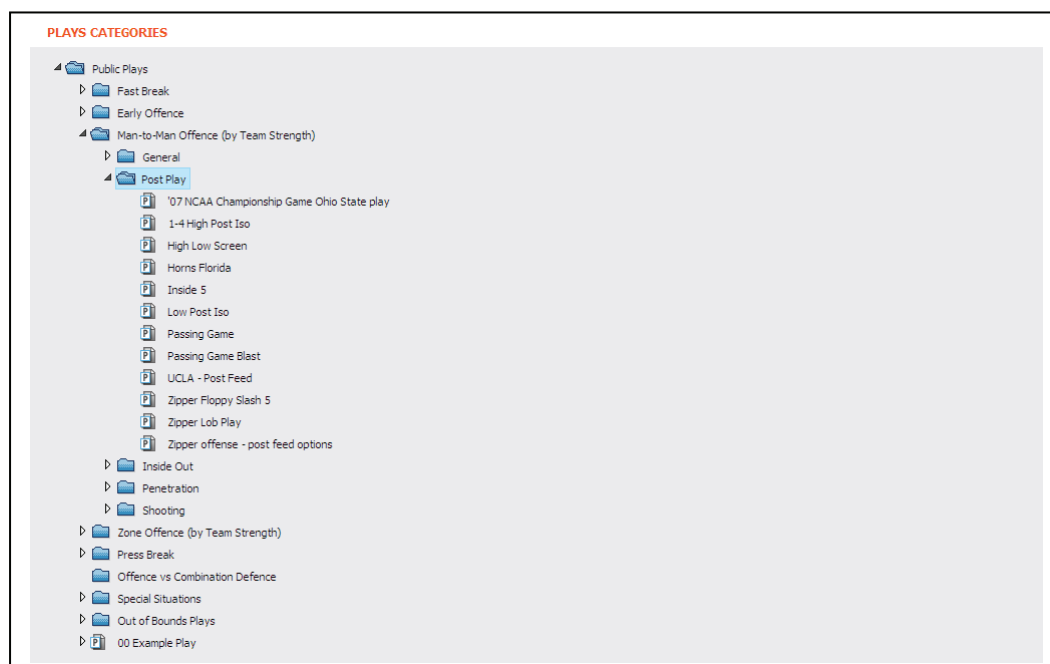 PLAYS CATEGORIES
Public Plays
Fast Break
Early Offence
Man-to-Man Offence (by Team Strength)
General
Post Play
'07 NCAA Championship Game Ohio State play
1-4 High Post Iso
High Low Screen
Horns Florida
Inside 5
Low Post Iso
Passing Game
Passing Game Blast
UCLA - Post Feed
Zipper Floppy Slash 5
Zipper Lob Play
Zipper offense - post feed options
Inside Out
Penetration
Shooting
Zone Offence (by Team Strength)
Press Break
Offence vs Combination Defence
Special Situations
Out of Bounds Plays
00 Example Play